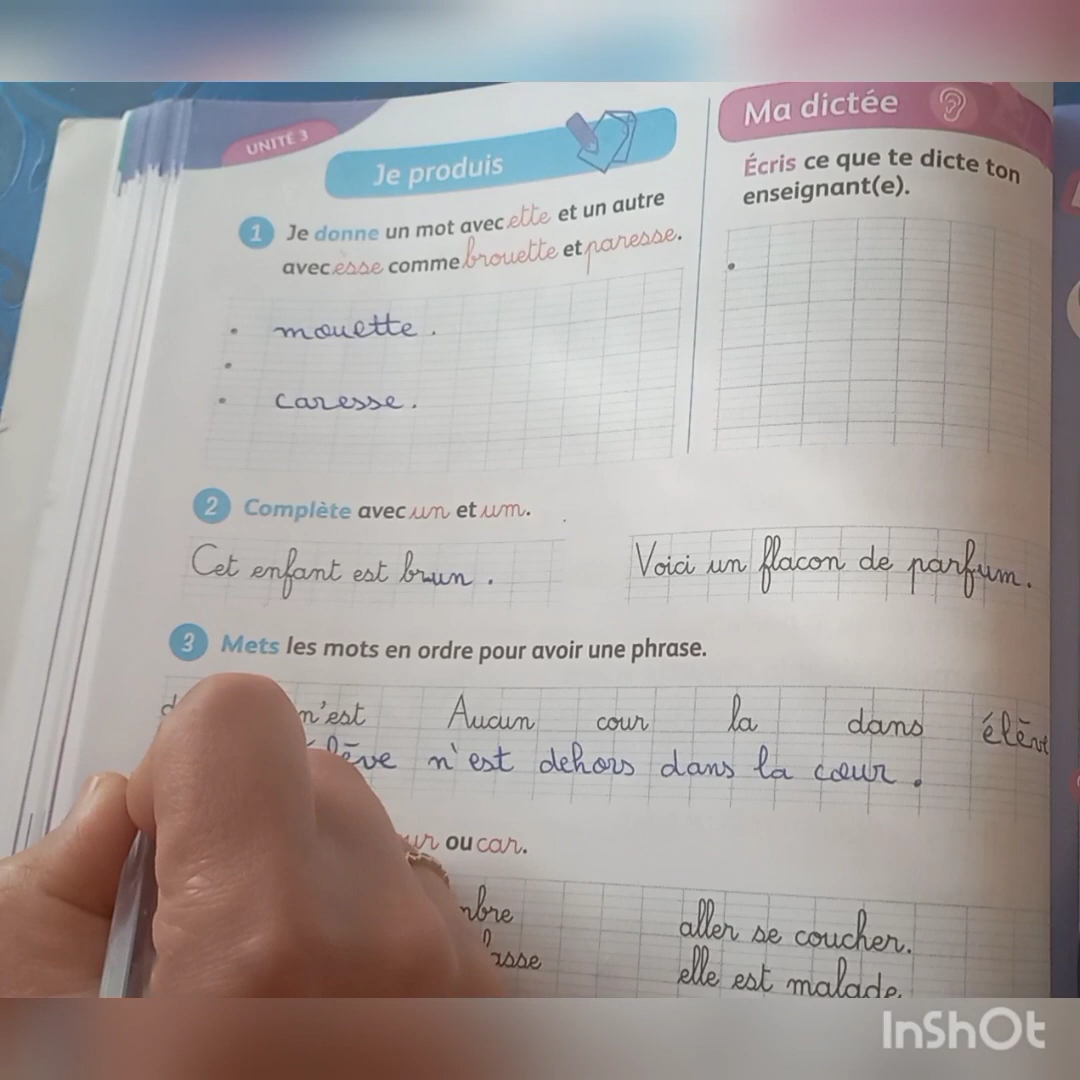 UNITÉ 3
Je produis
1 Je donne un mot avec ette et un autre
avec esse comme brouette et paresse.
• mouette.
•
• caresse.
Ma dictée
Écris ce que te dicte ton
enseignant(e).
•
2 Complète avec un et um.
Cet enfant est brun.
Voici un flacon de parfum.
3 Mets les mots en ordre pour avoir une phrase.
n'est Aucun cour la dans élève
n'est dehors dans la cœur.
ou car.
aller se coucher.
elle est malade.
InShOt